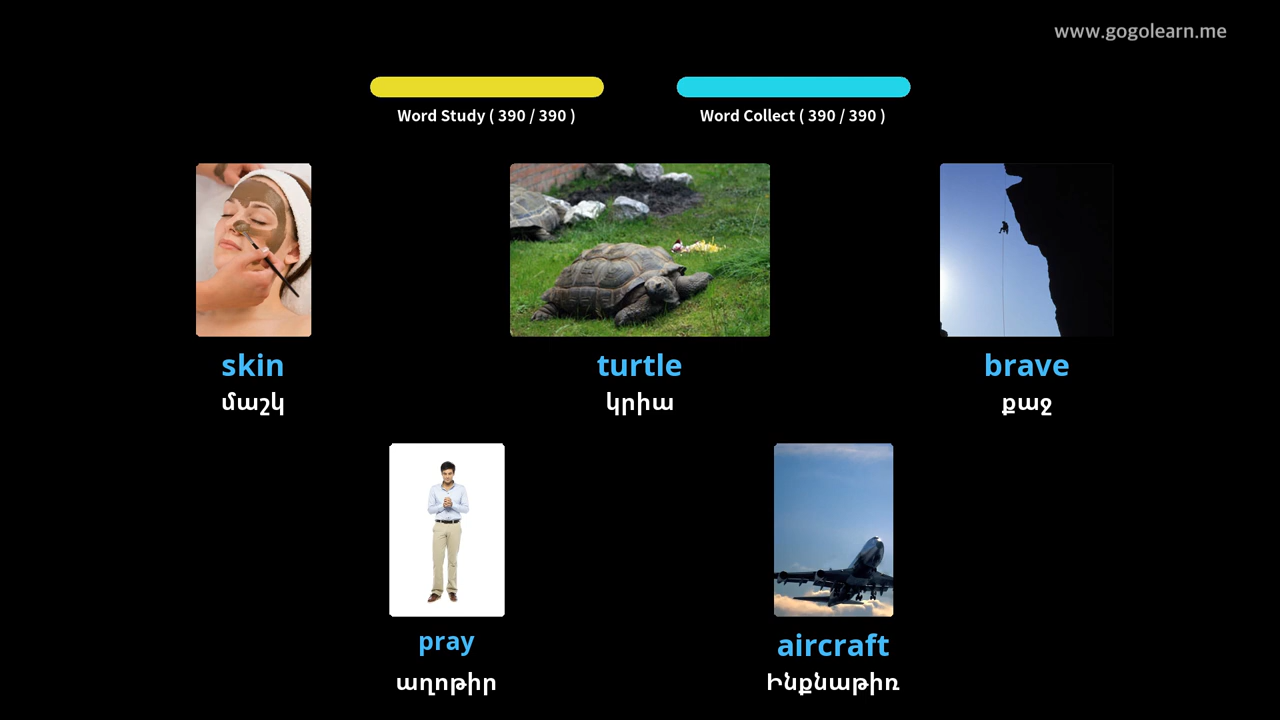 www.gogolearn.me
Word Study ( 390 / 390 )
Word Collect ( 390 / 390 )
skin
մաշկ
turtle
կրիա
brave
քաջ
pray
աղոթիր
aircraft
Ինքնաթիռ